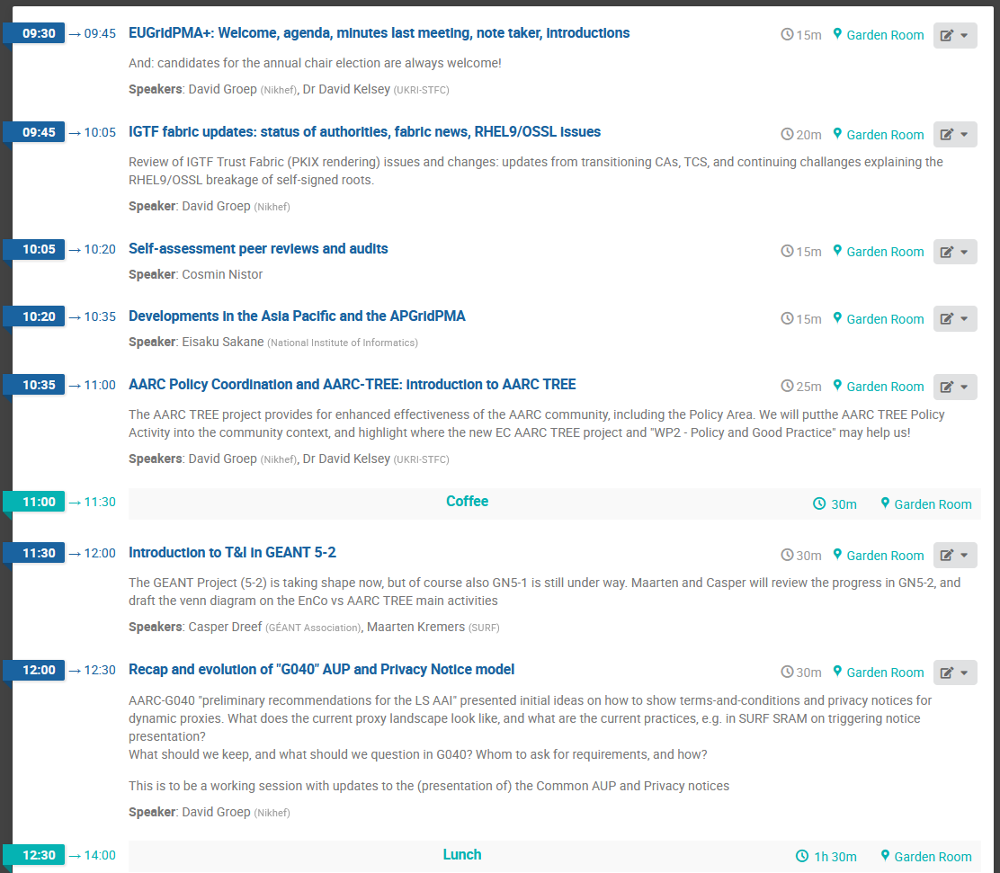 09:30 → 09:45 EUGridPMA+: Welcome, agenda, minutes last meeting, note taker, introductions 15m Garden Room
And: candidates for the annual chair election are always welcome!
Speakers: David Groep (Nikhef), Dr David Kelsey (UKRI-STFC)
09:45 → 10:05 IGTF fabric updates: status of authorities, fabric news, RHEL9/OSSL issues 20m Garden Room
Review of IGTF Trust Fabric (PKIX rendering) issues and changes: updates from transitioning CAs, TCS, and continuing challanges explaining the
RHEL9/OSSL breakage of self-signed roots.
Speaker: David Groep (Nikhef)
10:05 → 10:20 Self-assessment peer reviews and audits 15m Garden Room
Speaker: Cosmin Nistor
10:20 → 10:35 Developments in the Asia Pacific and the APGridPMA 15m Garden Room
Speaker: Eisaku Sakane (National Institute of Informatics)
10:35 → 11:00 AARC Policy Coordination and AARC-TREE: introduction to AARC TREE 25m Garden Room
The AARC TREE project provides for enhanced effectiveness of the AARC community, including the Policy Area. We will putthe AARC TREE Policy
Activity into the community context, and highlight where the new EC AARC TREE project and "WP2 - Policy and Good Practice" may help us!
Speakers: David Groep (Nikhef), Dr David Kelsey (UKRI-STFC)
11:00 → 11:30 Coffee 30m Garden Room
11:30 → 12:00 Introduction to T&I in GEANT 5-2 30m Garden Room
The GEANT Project (5-2) is taking shape now, but of course also GN5-1 is still under way. Maarten and Casper will review the progress in GN5-2, and
draft the venn diagram on the EnCo vs AARC TREE main activities
Speakers: Casper Dreef (GÉANT Association), Maarten Kremers (SURF)
12:00 → 12:30 Recap and evolution of "G040" AUP and Privacy Notice model 30m Garden Room
AARC-G040 "preliminary recommendations for the LS AAI" presented initial ideas on how to show terms-and-conditions and privacy notices for
dynamic proxies. What does the current proxy landscape look like, and what are the current practices, e.g. in SURF SRAM on triggering notice
presentation?
What should we keep, and what should we question in G040? Whom to ask for requirements, and how?
This is to be a working session with updates to the (presentation of) the Common AUP and Privacy notices
Speaker: David Groep (Nikhef)
12:30 → 14:00 Lunch 1h 30m Garden Room